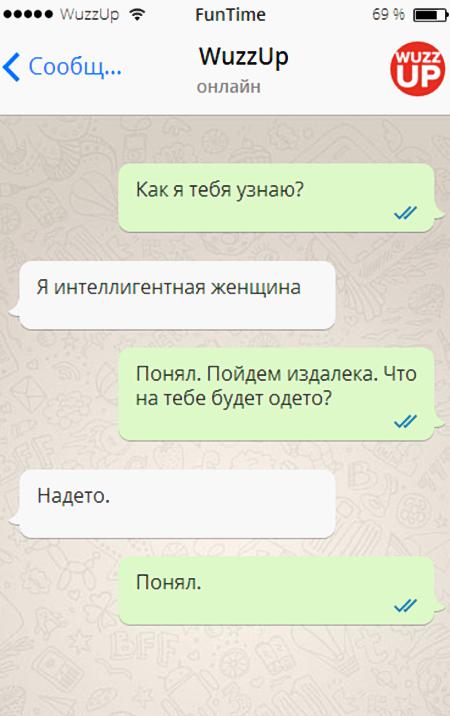 WuzzUp FunTime 69 %
Сообщ... WuzzUp
онлайн
WUZZ
UP
Как я тебя узнаю?
Я интеллигентная женщина
Понял. Пойдем издалека. Что
на тебе будет одето?
Надето.
Понял.